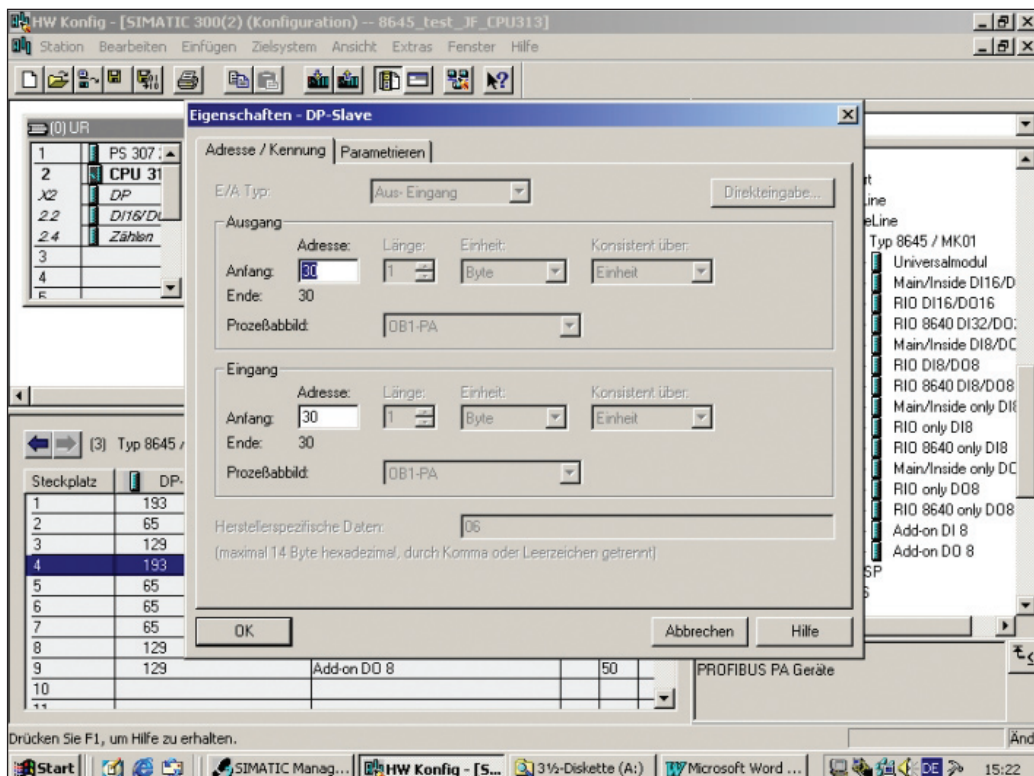 HW Konfig - [SIMATIC 300(2) (Konfiguration) -- 8645_test_JF_CPU313]
Station Bearbeiten Einfügen Zielsystem Ansicht Extras Fenster Hilfe
(0) UR
1 PS 307
2 CPU 31
X2 DP
2.2 DI16/D
2.4 Zählen
3
4
5
Eigenschaften - DP-Slave
Adresse / Kennung Parametrieren
E/A Typ: Aus- Eingang Direkteingabe...
Ausgang
Adresse: Länge: Einheit: Konsistent über:
Anfang: 30 1 Byte Einheit
Ende: 30
Prozeßabbild: OB1-PA
Eingang
Adresse: Länge: Einheit: Konsistent über:
Anfang: 30 1 Byte Einheit
Ende: 30
Prozeßabbild: OB1-PA
Herstellerspezifische Daten: 06
(maximal 14 Byte hexadezimal, durch Komma oder Leerzeichen getrennt)
OK Abbrechen Hilfe
Line
eLine
Typ 8645 / MK01
Universalmodul
Main/Inside DI16/D
RIO DI16/DO16
RIO 8640 DI32/DO
Main/Inside DI8/DO
RIO DI8/DO8
RIO 8640 DI8/DO8
Main/Inside only DI8
RIO only DI8
RIO 8640 only DI8
Main/Inside only DO
RIO only DO8
RIO 8640 only DO8
Add-on DI 8
Add-on DO 8
SP
(3) Typ 8645 /
Steckplatz DP-
1 193
2 65
3 129
4 193
5 65
6 65
7 65
8 129
9 129 Add-on DO 8 50
10
11
PROFIBUS PA Geräte
Drücken Sie F1, um Hilfe zu erhalten.
Änd
Start SIMATIC Manag... HW Konfig - [S... 3½-Diskette (A:) Microsoft Word ... DE 15:22